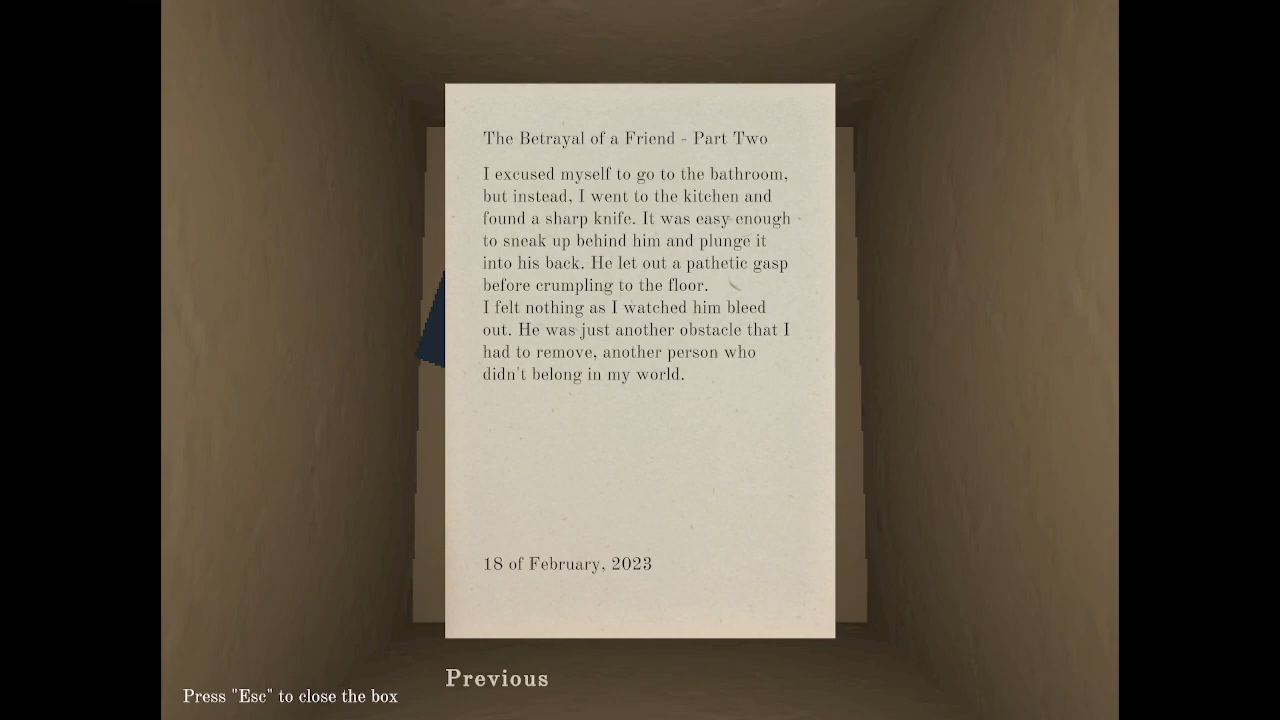 The Betrayal of a Friend - Part Two
I excused myself to go to the bathroom,
but instead, I went to the kitchen and
found a sharp knife. It was easy enough
to sneak up behind him and plunge it
into his back. He let out a pathetic gasp
before crumpling to the floor.
I felt nothing as I watched him bleed
out. He was just another obstacle that I
had to remove, another person who
didn't belong in my world.
18 of February, 2023
Previous
Press "Esc" to close the box